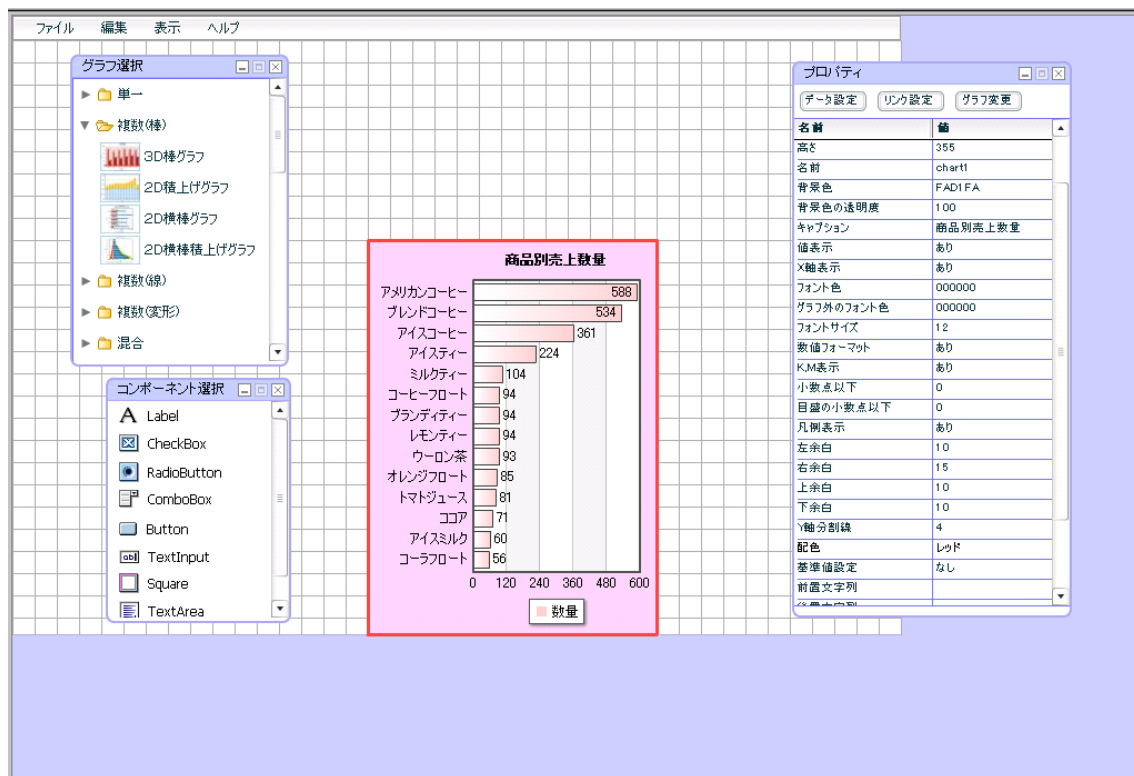 ファイル 編集 表示 ヘルプ
グラフ選択
単一
複数(棒)
3D棒グラフ
2D積上げグラフ
2D横棒グラフ
2D横棒積上げグラフ
複数(線)
複数(変形)
混合
コンポーネント選択
Label
CheckBox
RadioButton
ComboBox
Button
TextInput
Square
TextArea
商品別売上数量
アメリカンコーヒー 588
ブレンドコーヒー 534
アイスコーヒー 361
アイスティー 224
ミルクティー 104
コーヒーフロート 94
ブランディティー 94
レモンティー 94
ウーロン茶 93
オレンジフロート 85
トマトジュース 81
ココア 71
アイスミルク 60
コーラフロート 56
0 120 240 360 480 600
数量
プロパティ
データ設定 リンク設定 グラフ変更
名前 値
高さ 355
名前 chart1
背景色 FAD1FA
背景色の透明度 100
キャプション 商品別売上数量
値表示 あり
X軸表示 あり
フォント色 000000
グラフ外のフォント色 000000
フォントサイズ 12
数値フォーマット あり
K,M表示 あり
小数点以下 0
目盛の小数点以下 0
凡例表示 あり
左余白 10
右余白 15
上余白 10
下余白 10
Y軸分割線 4
配色 レッド
基準値設定 なし
前置文字列